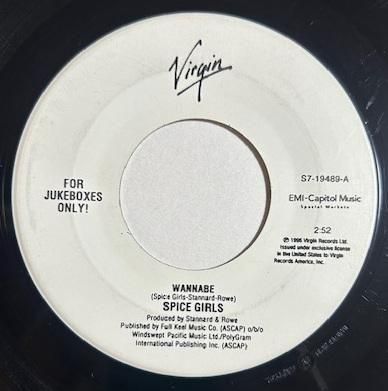 Virgin
FOR
JUKEBOXES
ONLY!
S7-19489-A
EMI-Capitol Music
Special Markets
2:52
℗ 1996 Virgin Records Ltd.
Issued under exclusive license
in the United States to Virgin
Records America, Inc.
WANNABE
(Spice Girls-Stannard-Rowe)
SPICE GIRLS
Produced by Stannard & Rowe
Published by Full Keel Music Co. (ASCAP) o/b/o
Windswept Pacific Music Ltd/PolyGram
International Publishing, Inc. (ASCAP)